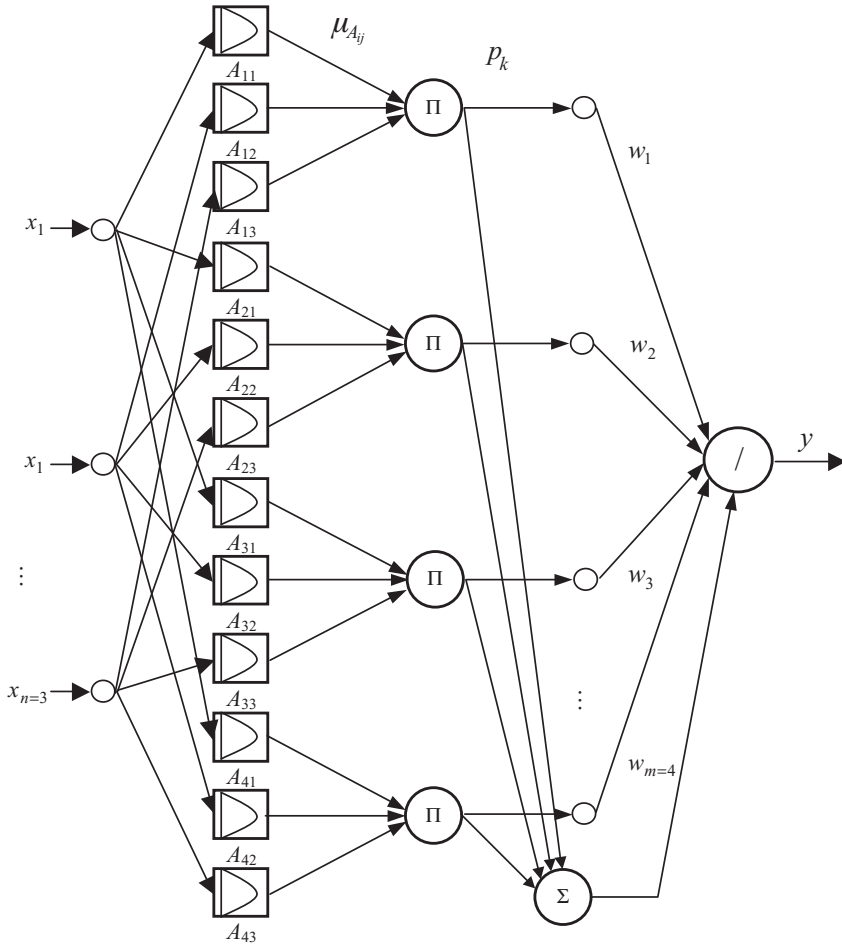 μ_{A_{ij}}
p_k
A_{11}
Π
w_1
A_{12}
x_1
A_{13}
A_{21}
Π
w_2
A_{22}
x_1
A_{23}
/
y
A_{31}
Π
w_3
⋮
A_{32}
x_{n=3}
A_{33}
⋮
w_{m=4}
A_{41}
Π
A_{42}
Σ
A_{43}